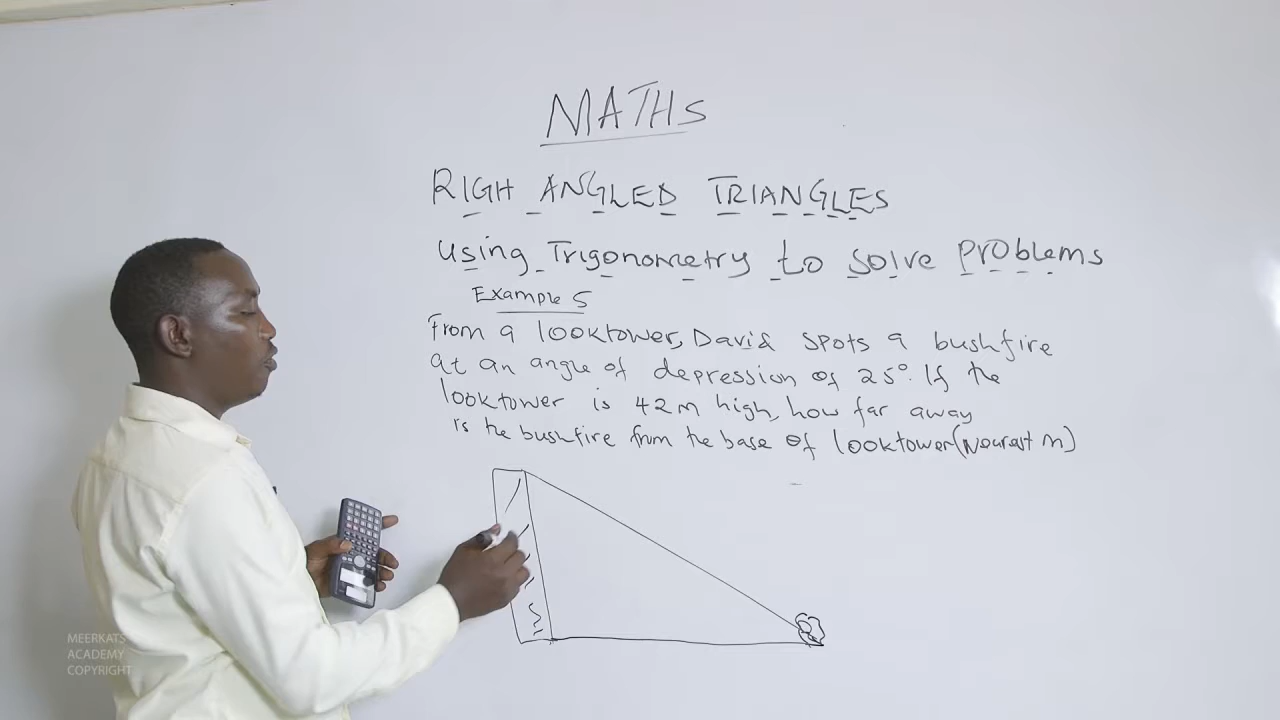 MATHS
RIGH ANGLED TRIANGLES
Using Trigonometry to solve Problems
Example 5
From a looktower, David spots a bushfire
at an angle of depression of 25°. If the
looktower is 42m high, how far away
is the bushfire from the base of looktower (Nearest m)
MEERKATS
ACADEMY
COPYRIGHT